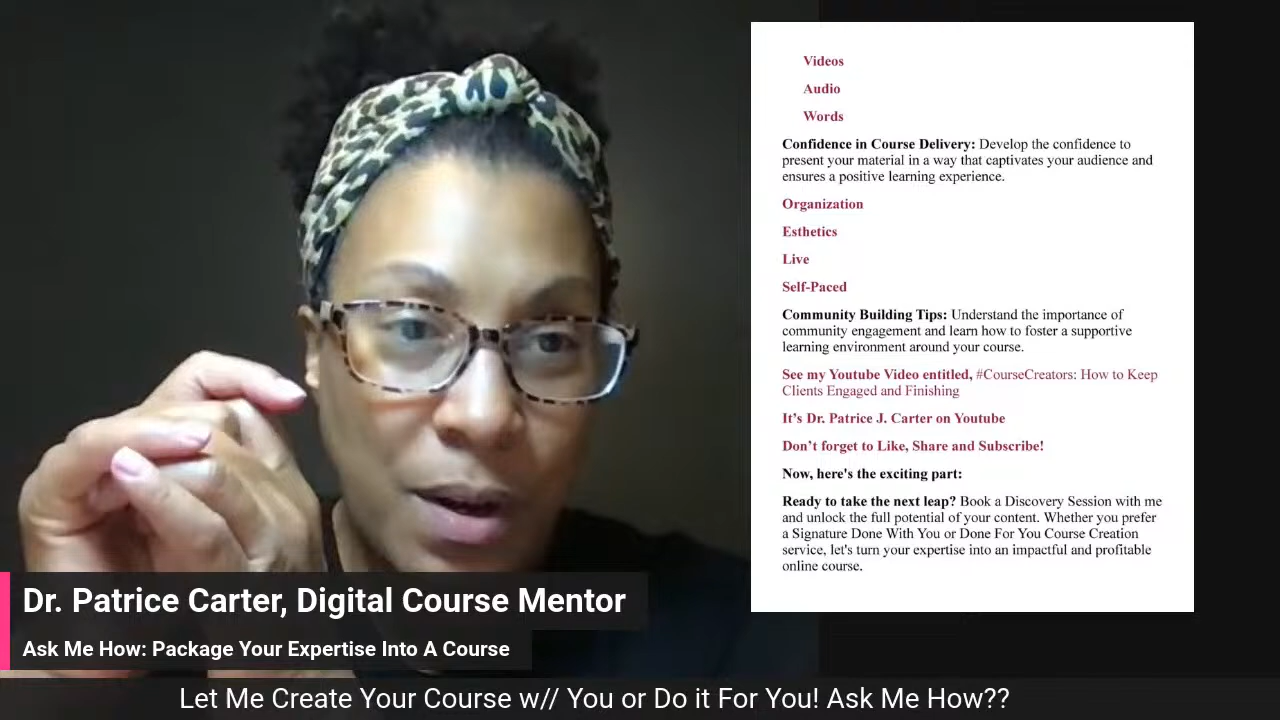 Videos
Audio
Words
Confidence in Course Delivery: Develop the confidence to
present your material in a way that captivates your audience and
ensures a positive learning experience.
Organization
Esthetics
Live
Self-Paced
Community Building Tips: Understand the importance of
community engagement and learn how to foster a supportive
learning environment around your course.
See my Youtube Video entitled, #CourseCreators: How to Keep
Clients Engaged and Finishing
It’s Dr. Patrice J. Carter on Youtube
Don’t forget to Like, Share and Subscribe!
Now, here's the exciting part:
Ready to take the next leap? Book a Discovery Session with me
and unlock the full potential of your content. Whether you prefer
a Signature Done With You or Done For You Course Creation
service, let's turn your expertise into an impactful and profitable
online course.
Dr. Patrice Carter, Digital Course Mentor
Ask Me How: Package Your Expertise Into A Course
Let Me Create Your Course w// You or Do it For You! Ask Me How??